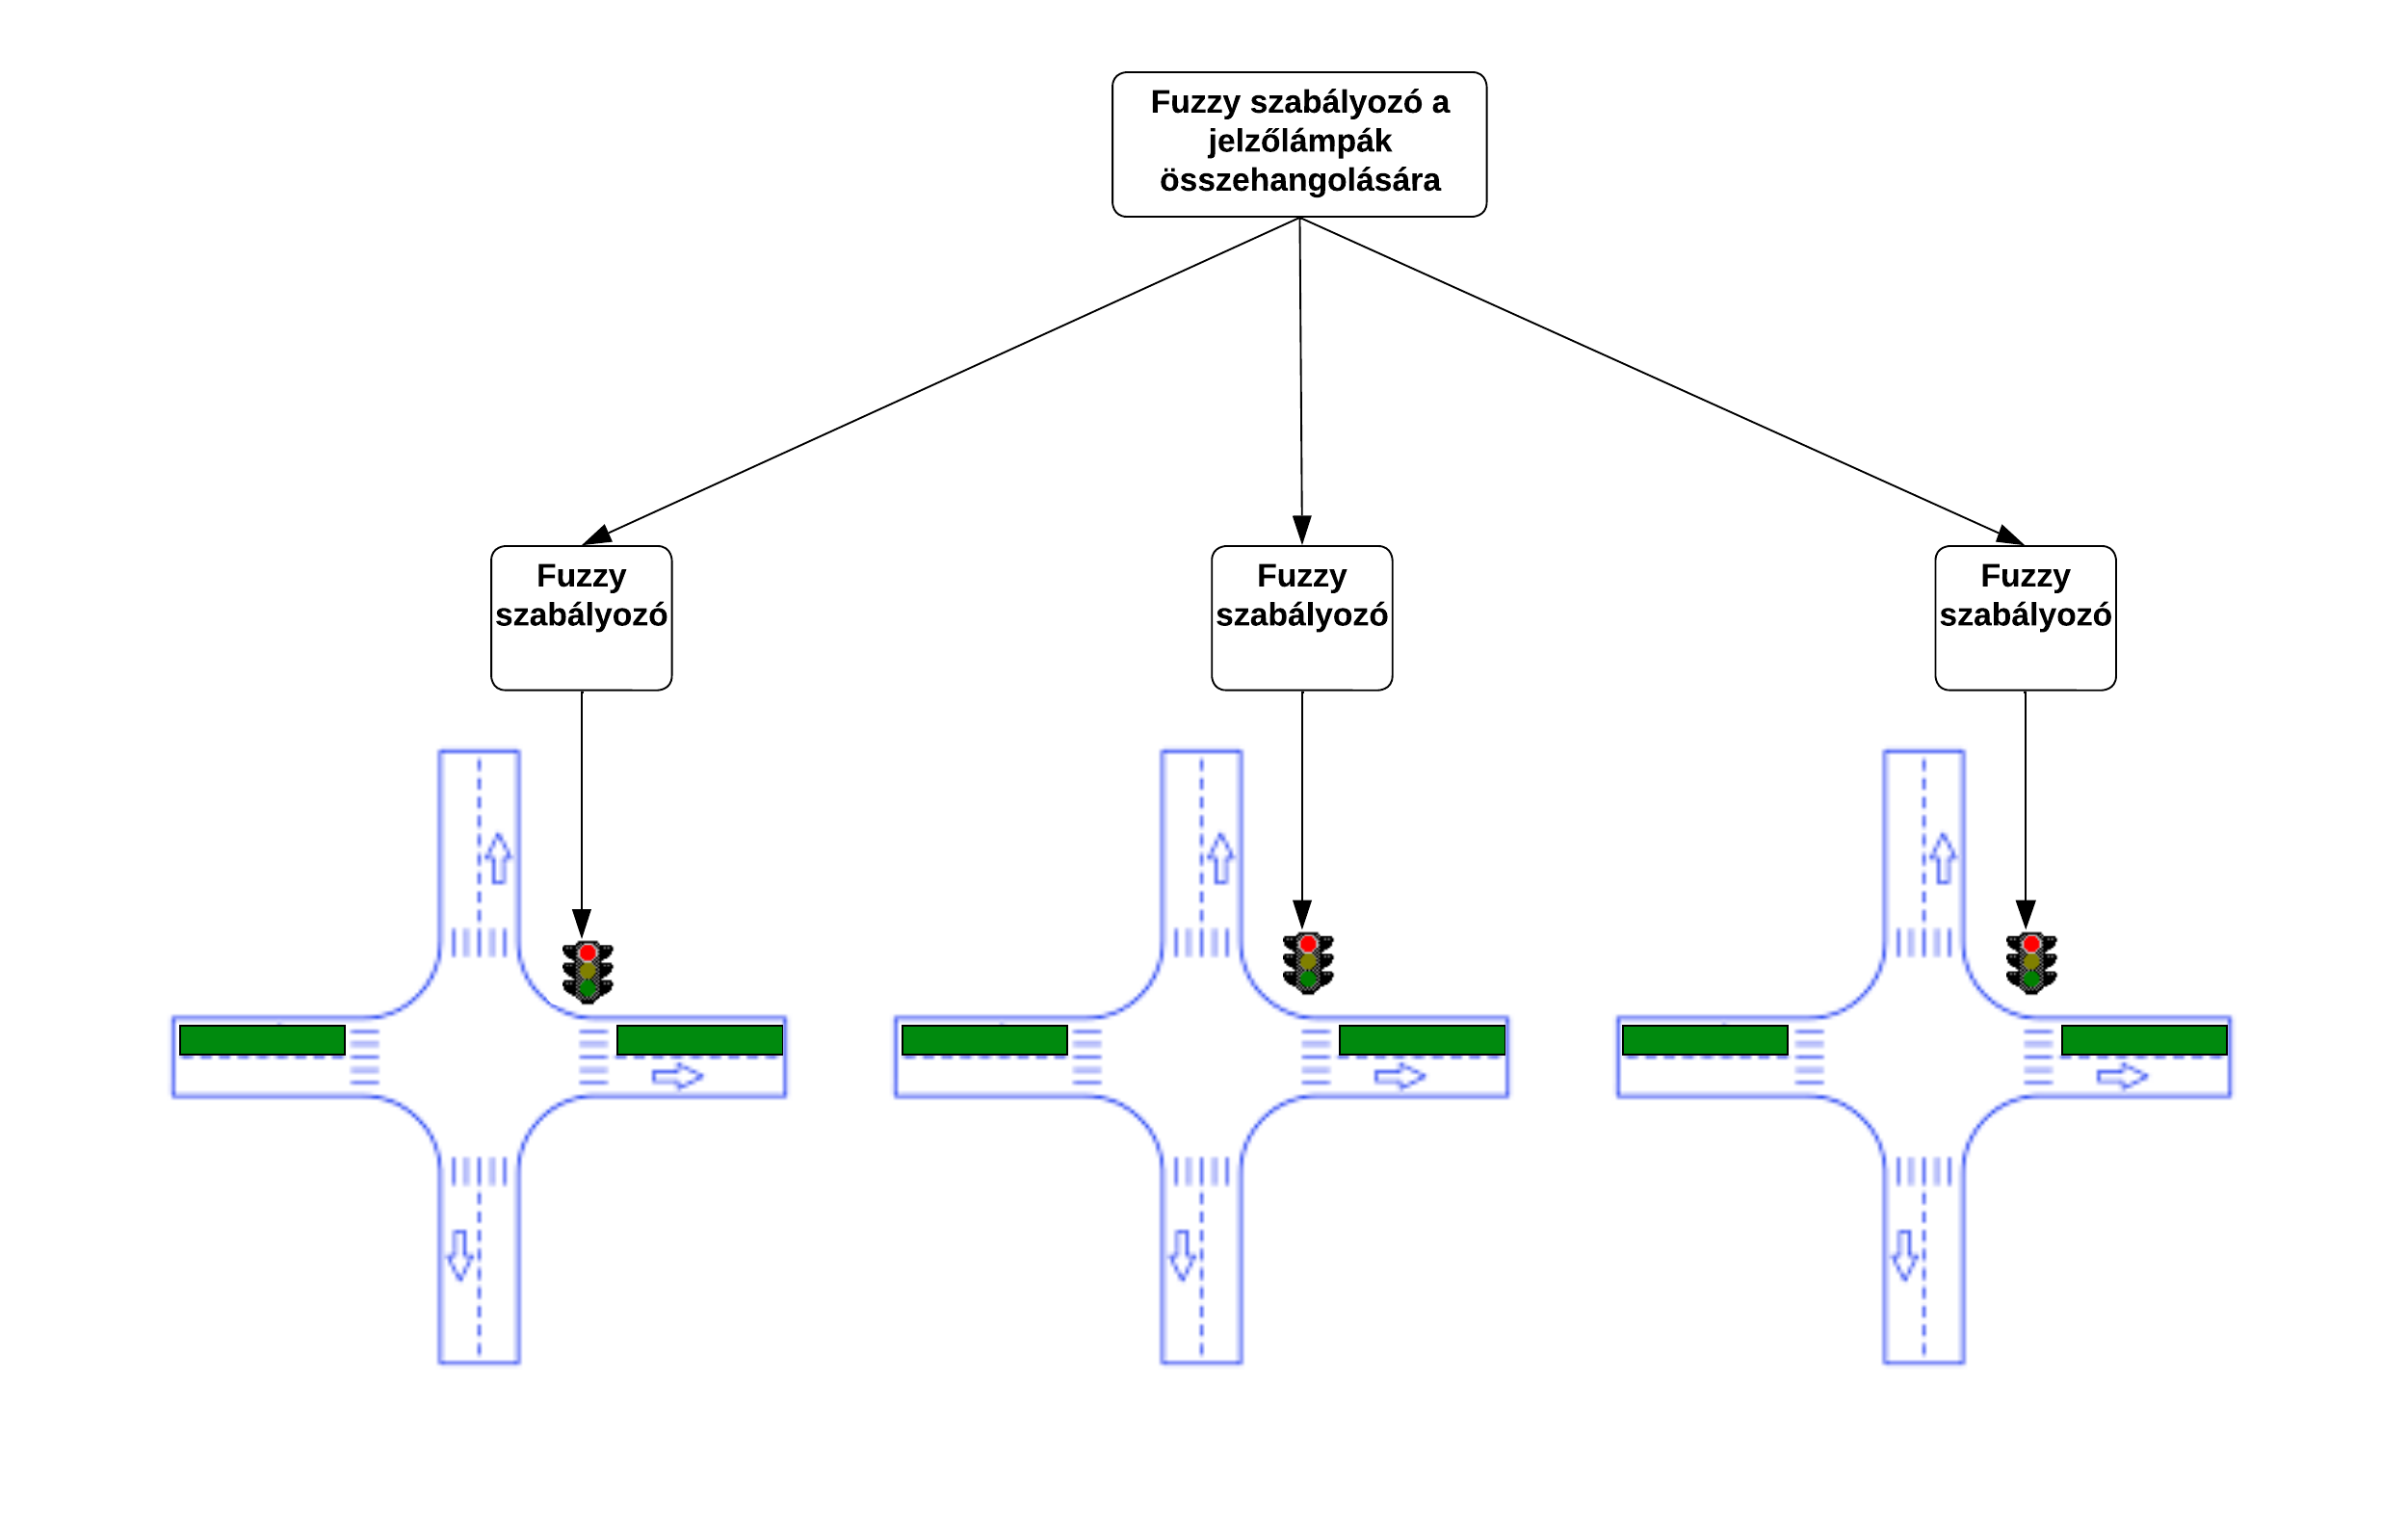 Fuzzy szabályozó a
jelzőlámpák
összehangolására
Fuzzy
szabályozó
Fuzzy
szabályozó
Fuzzy
szabályozó